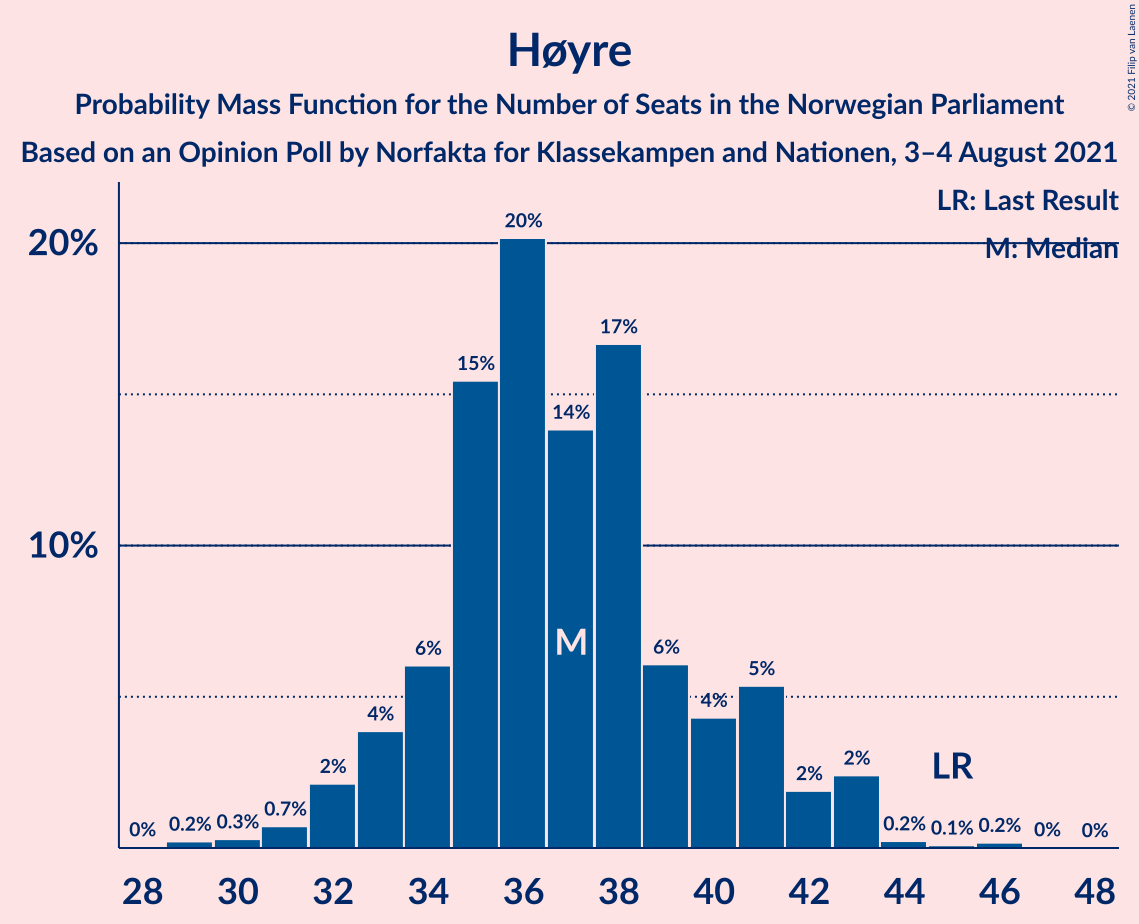 © 2021 Filip van Laenen
Høyre
Probability Mass Function for the Number of Seats in the Norwegian Parliament
Based on an Opinion Poll by Norfakta for Klassekampen and Nationen, 3–4 August 2021
LR: Last Result
M: Median
20%
10%
0% 0.2% 0.3% 0.7% 2% 4% 6% 15% 20% 14% 17% 6% 4% 5% 2% 2% 0.2% 0.1% 0.2% 0% 0%
M
LR
28 30 32 34 36 38 40 42 44 46 48